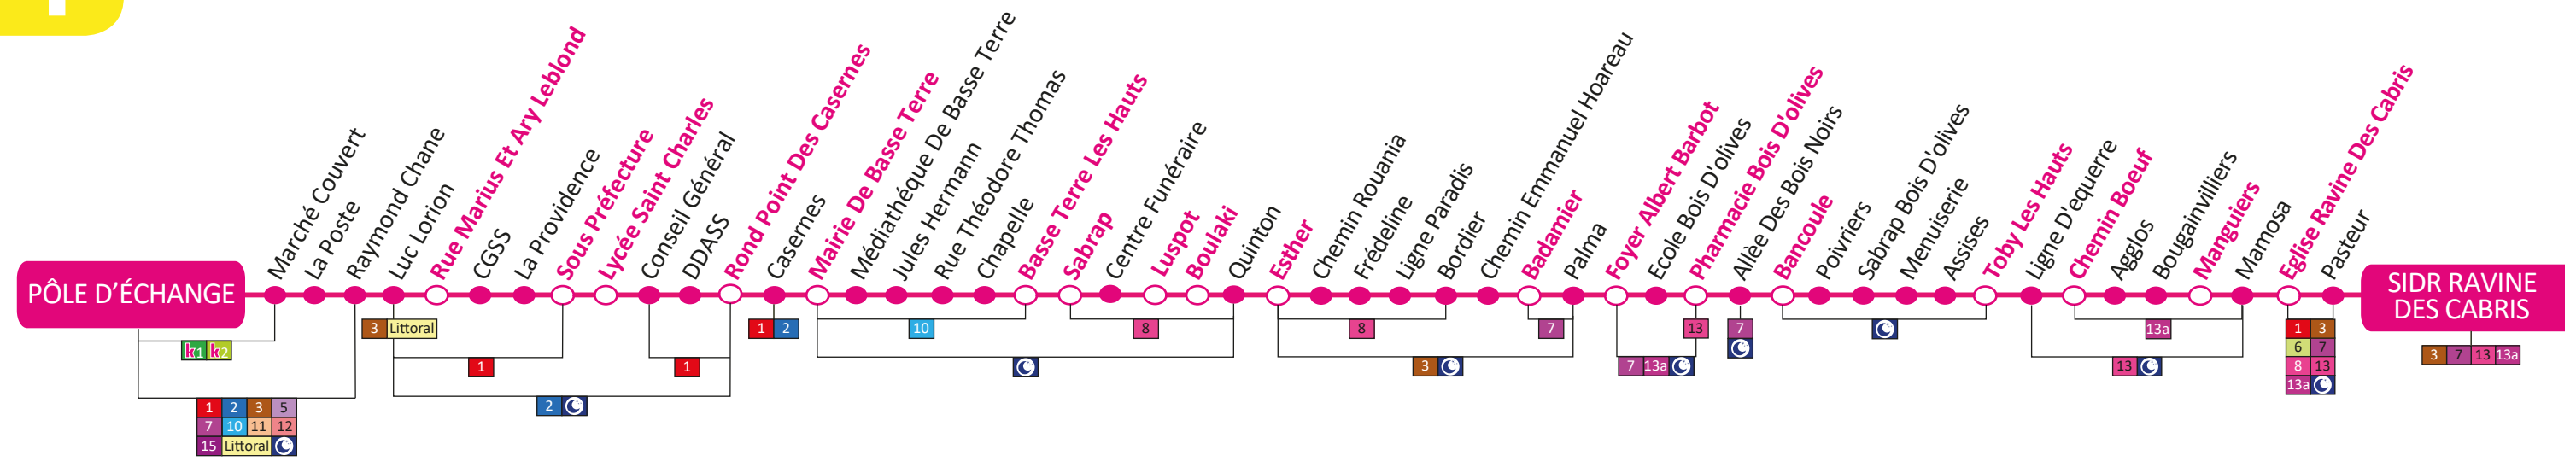 PÔLE D'ÉCHANGE
Marché Couvert
La Poste
Raymond Chane
Luc Lorion
Rue Marius Et Ary Leblond
CGSS
La Providence
Sous Préfecture
Lycée Saint Charles
Conseil Général
DDASS
Rond Point Des Casernes
Casernes
Mairie De Basse Terre
Médiathéque De Basse Terre
Jules Hermann
Rue Théodore Thomas
Chapelle
Basse Terre Les Hauts
Sabrap
Centre Funéraire
Luspot
Boulaki
Quinton
Esther
Chemin Rouania
Frédeline
Ligne Paradis
Bordier
Chemin Emmanuel Hoareau
Badamier
Palma
Foyer Albert Barbot
Ecole Bois D'olives
Pharmacie Bois D'olives
Allèe Des Bois Noirs
Bancoule
Poivriers
Sabrap Bois D'olives
Menuiserie
Assises
Toby Les Hauts
Ligne D'equerre
Chemin Boeuf
Agglos
Bougainvilliers
Manguiers
Mamosa
Eglise Ravine Des Cabris
Pasteur
SIDR RAVINE
DES CABRIS
k1 k2
1 2 3 5
7 10 11 12
15 Littoral
3 Littoral
1
2
1
1 2
10
8
8
3
7
7 13a
13
7
13a
13
1 3
6 7
8 13
13a
3 7 13 13a